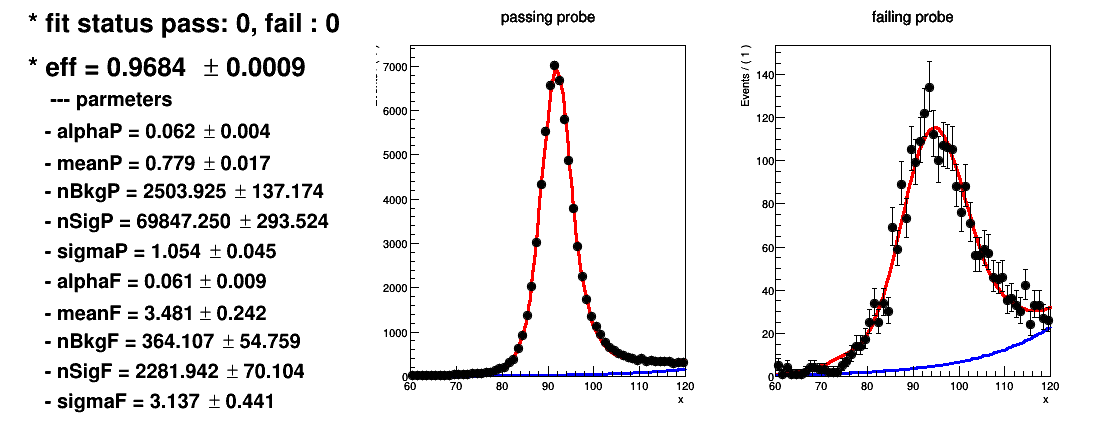 * fit status pass: 0, fail : 0
* eff = 0.9684 ± 0.0009
--- parmeters
- alphaP = 0.062 ± 0.004
- meanP = 0.779 ± 0.017
- nBkgP = 2503.925 ± 137.174
- nSigP = 69847.250 ± 293.524
- sigmaP = 1.054 ± 0.045
- alphaF = 0.061 ± 0.009
- meanF = 3.481 ± 0.242
- nBkgF = 364.107 ± 54.759
- nSigF = 2281.942 ± 70.104
- sigmaF = 3.137 ± 0.441
passing probe
7000
6000
5000
4000
3000
2000
1000
0
60 70 80 90 100 110 120
x
failing probe
Events / ( 1 )
140
120
100
80
60
40
20
0
60 70 80 90 100 110 120
x